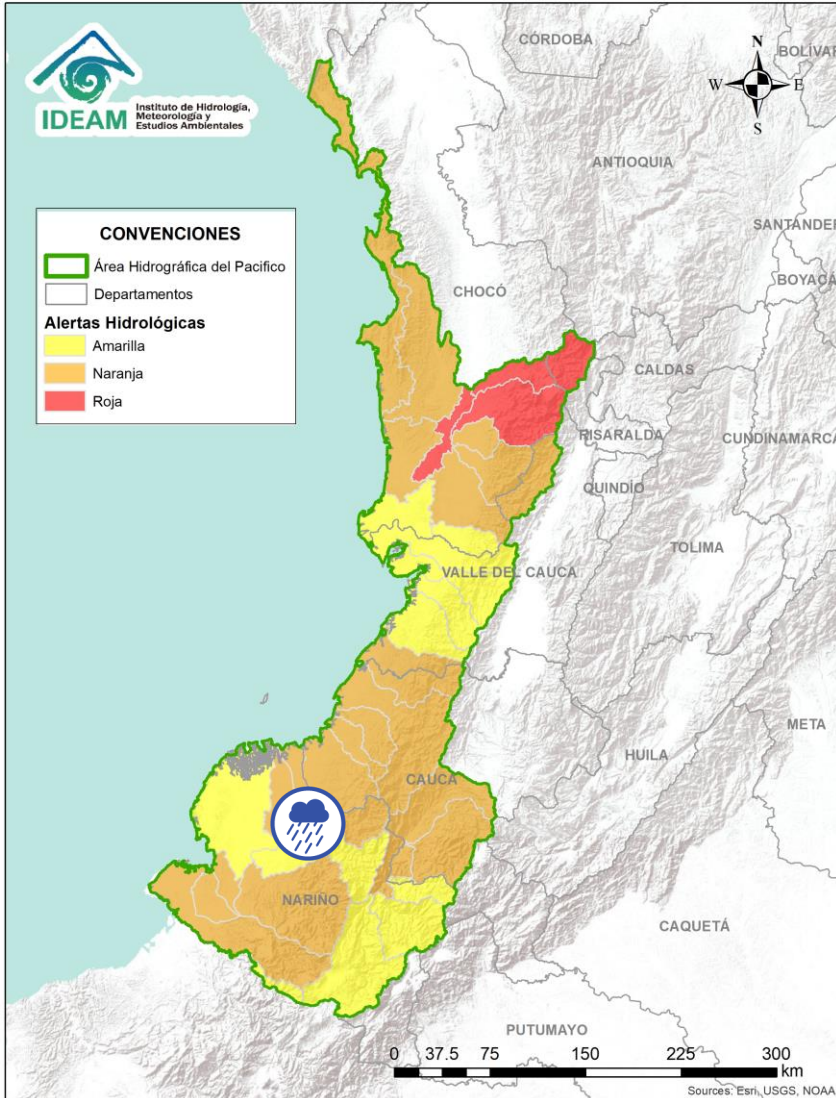 IDEAM
Instituto de Hidrología,
Meteorología y
Estudios Ambientales
CÓRDOBA
BOLÍVAR
N
W
E
S
ANTIOQUIA
SANTANDER
BOYACÁ
CONVENCIONES
Área Hidrográfica del Pacifico
Departamentos
Alertas Hidrológicas
Amarilla
Naranja
Roja
CHOCÓ
CALDAS
RISARALDA
CUNDINAMARCA
QUINDÍO
TOLIMA
VALLE DEL CAUCA
META
HUILA
CAUCA
NARIÑO
CAQUETÁ
PUTUMAYO
0 37.5 75 150 225 300
km
Sources: Esri, USGS, NOAA